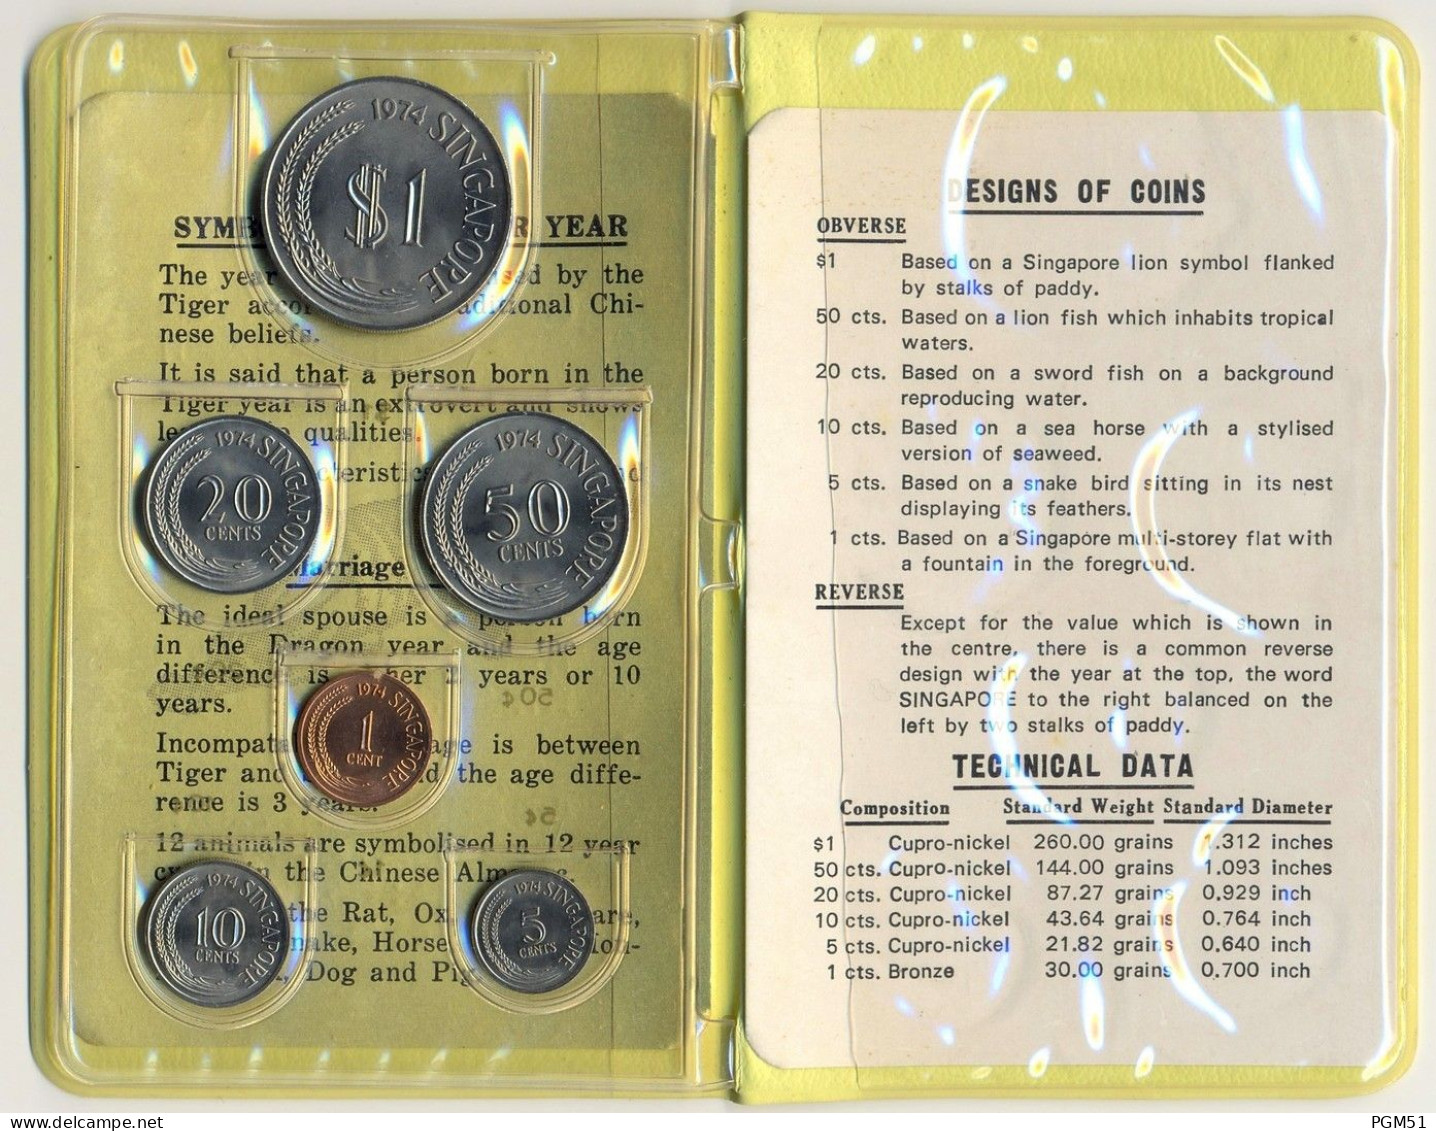 1974 SINGAPORE
$1
YEAR
The year by the
Tiger Chi-
nese beliefs.
It is said that a person born in the
Tiger year is an extrovert and shows
qualities.
1974 SINGAPORE
20
CENTS
1974 SINGAPORE
50
CENTS
Marriage
The ideal spouse is a person born
in the Dragon year and the age
difference is years or 10
years.
1974 SINGAPORE
1
CENT
is between
Tiger and the age diffe-
rence is 3 years.
12 animals are symbolised in 12 year
in the Chinese
the Rat, Ox,
Horse
Dog and Pig.
1974 SINGAPORE
10
CENTS
1974 SINGAPORE
5
CENTS
DESIGNS OF COINS
OBVERSE
$1 Based on a Singapore lion symbol flanked
by stalks of paddy.
50 cts. Based on a lion fish which inhabits tropical
waters.
20 cts. Based on a sword fish on a background
reproducing water.
10 cts. Based on a sea horse with a stylised
version of seaweed.
5 cts. Based on a snake bird sitting in its nest
displaying its feathers.
1 cts. Based on a Singapore multi-storey flat with
a fountain in the foreground.
REVERSE
Except for the value which is shown in
the centre, there is a common reverse
design with the year at the top, the word
SINGAPORE to the right balanced on the
left by two stalks of paddy.
TECHNICAL DATA
Composition Standard Weight Standard Diameter
$1 Cupro-nickel 260.00 grains 1.312 inches
50 cts. Cupro-nickel 144.00 grains 1.093 inches
20 cts. Cupro-nickel 87.27 grains 0.929 inch
10 cts. Cupro-nickel 43.64 grains 0.764 inch
5 cts. Cupro-nickel 21.82 grains 0.640 inch
1 cts. Bronze 30.00 grains 0.700 inch
PGM51